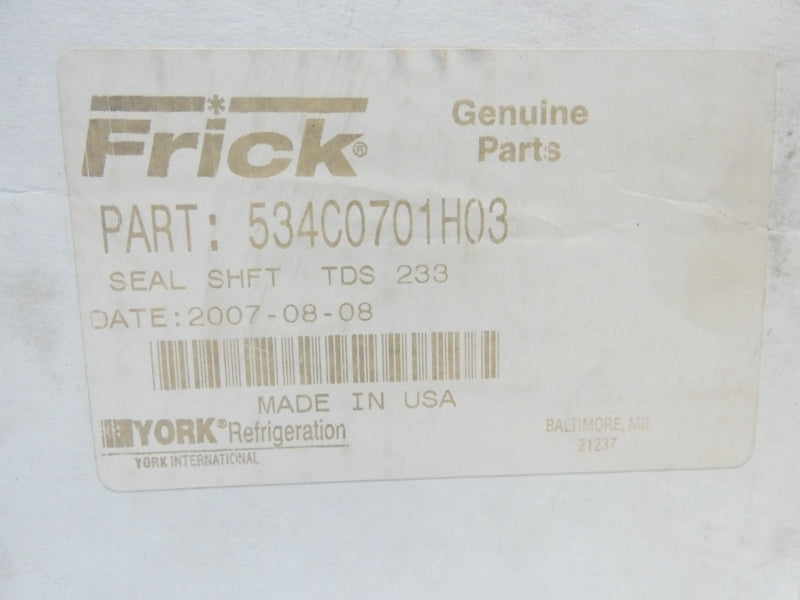 Frick®
Genuine
Parts
PART: 534C0701H03
SEAL SHFT TDS 233
DATE:2007-08-08
MADE IN USA
YORK® Refrigeration
YORK INTERNATIONAL
BALTIMORE, MD
21237